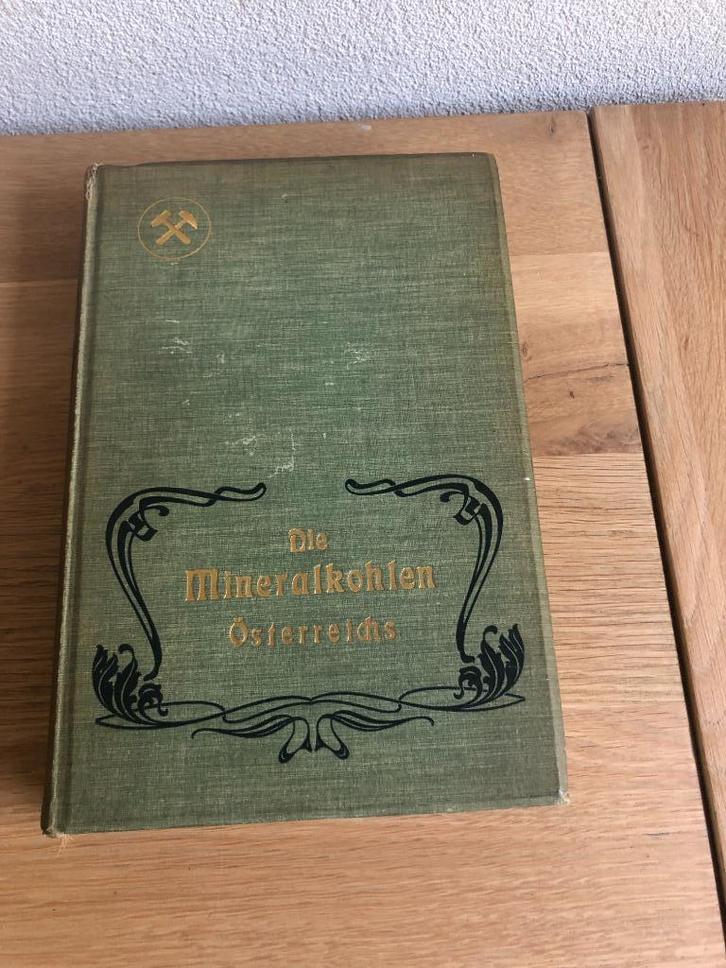 Die
Mineralkohlen
Österreichs